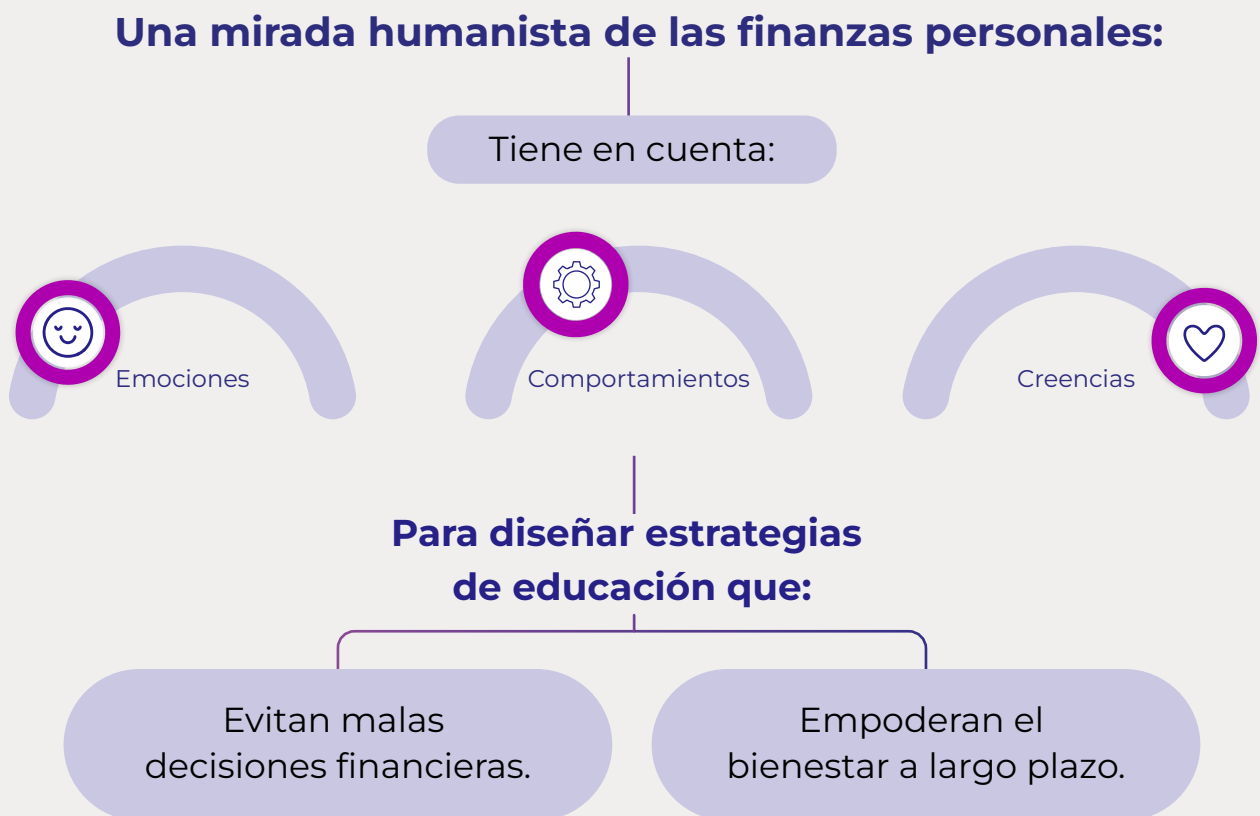 Una mirada humanista de las finanzas personales:
Tiene en cuenta:
Emociones
Comportamientos
Creencias
Para diseñar estrategias
de educación que:
Evitan malas
decisiones financieras.
Empoderan el
bienestar a largo plazo.